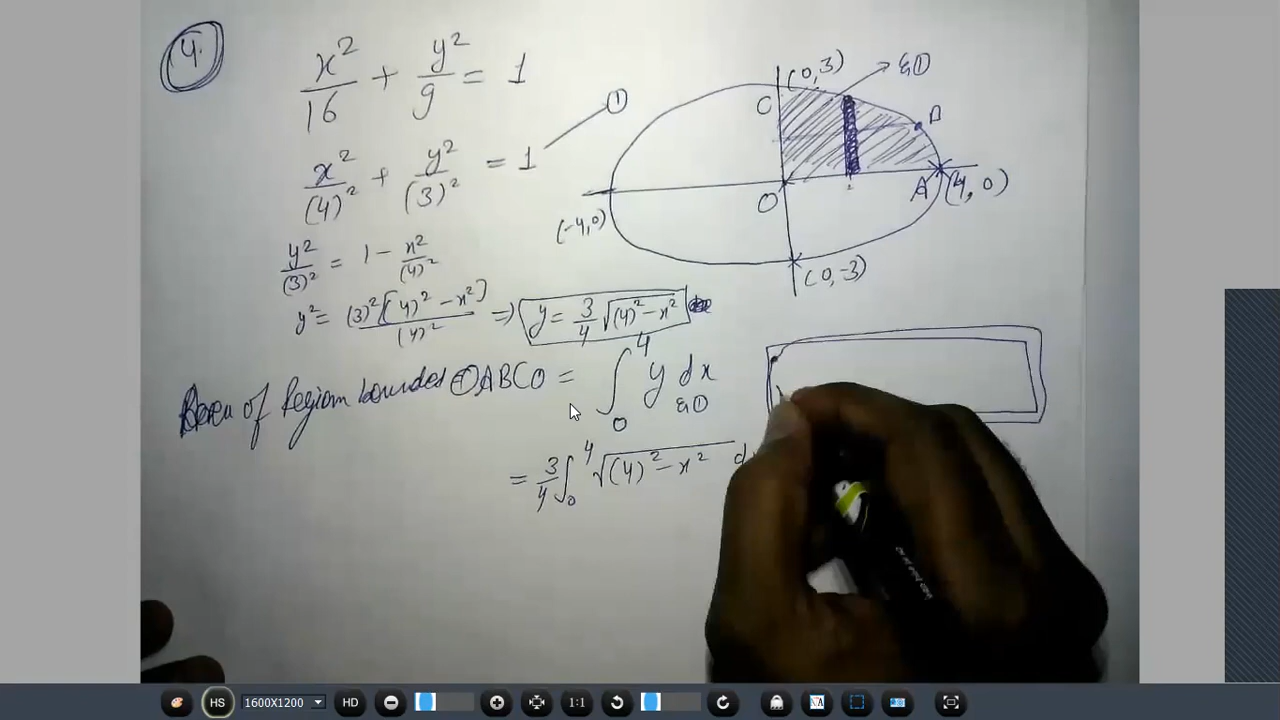 4.
x²/16 + y²/9 = 1
x²/(4)² + y²/(3)² = 1 ①
y²/(3)² = 1 - x²/(4)²
y² = (3)²[(4)² - x²]/(4)² ⇒ y = 3/4 √(4)² - x²
Area of Region bounded OABCO = ∫₀⁴ y dx
eq ①
= 3/4 ∫₀⁴ √(4)² - x² d
(0,3)
eq ①
C
B
O
A (4,0)
(-4,0)
(0,-3)
HS 1600X1200 HD 1:1